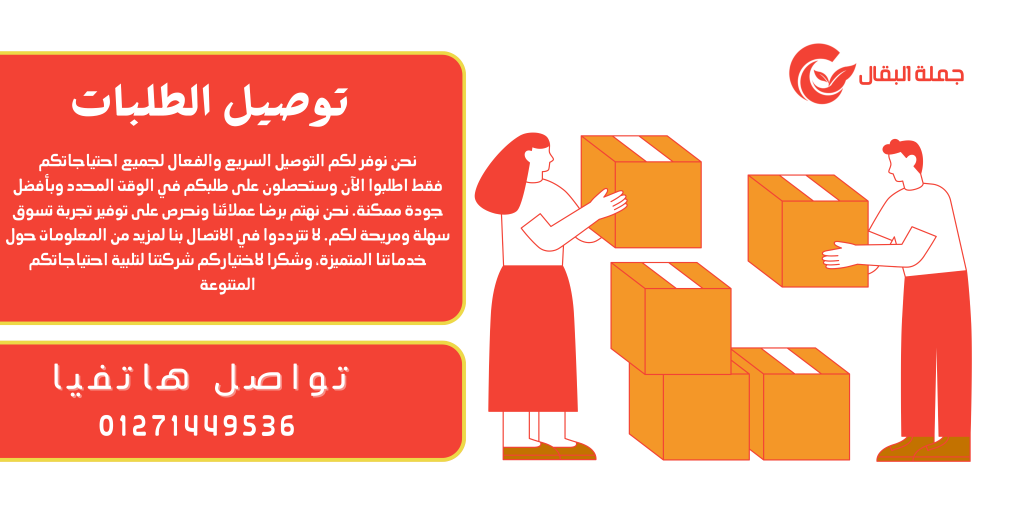 جملة البقال
توصيل الطلبات
نحن نوفر لكم التوصيل السريع والفعال لجميع احتياجاتكم
فقط اطلبوا الآن وستحصلون على طلبكم في الوقت المحدد وبأفضل
جودة ممكنة. نحن نهتم برضا عملائنا ونحرص على توفير تجربة تسوق
سهلة ومريحة لكم. لا تترددوا في الاتصال بنا لمزيد من المعلومات حول
خدماتنا المتميزة، وشكرا لاختياركم شركتنا لتلبية احتياجاتكم
المتنوعة
تواصل هاتفيا
01271449536